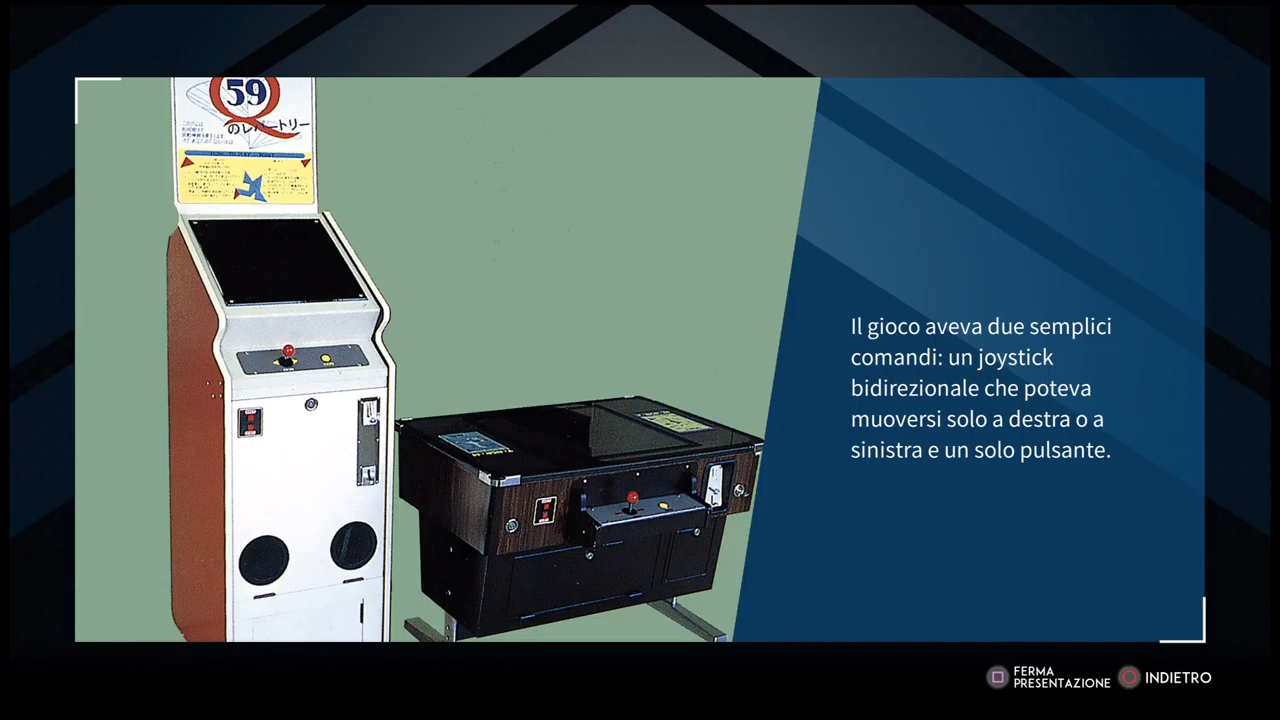 59
のレパートリー
Il gioco aveva due semplici
comandi: un joystick
bidirezionale che poteva
muoversi solo a destra o a
sinistra e un solo pulsante.
FERMA
PRESENTAZIONE
INDIETRO